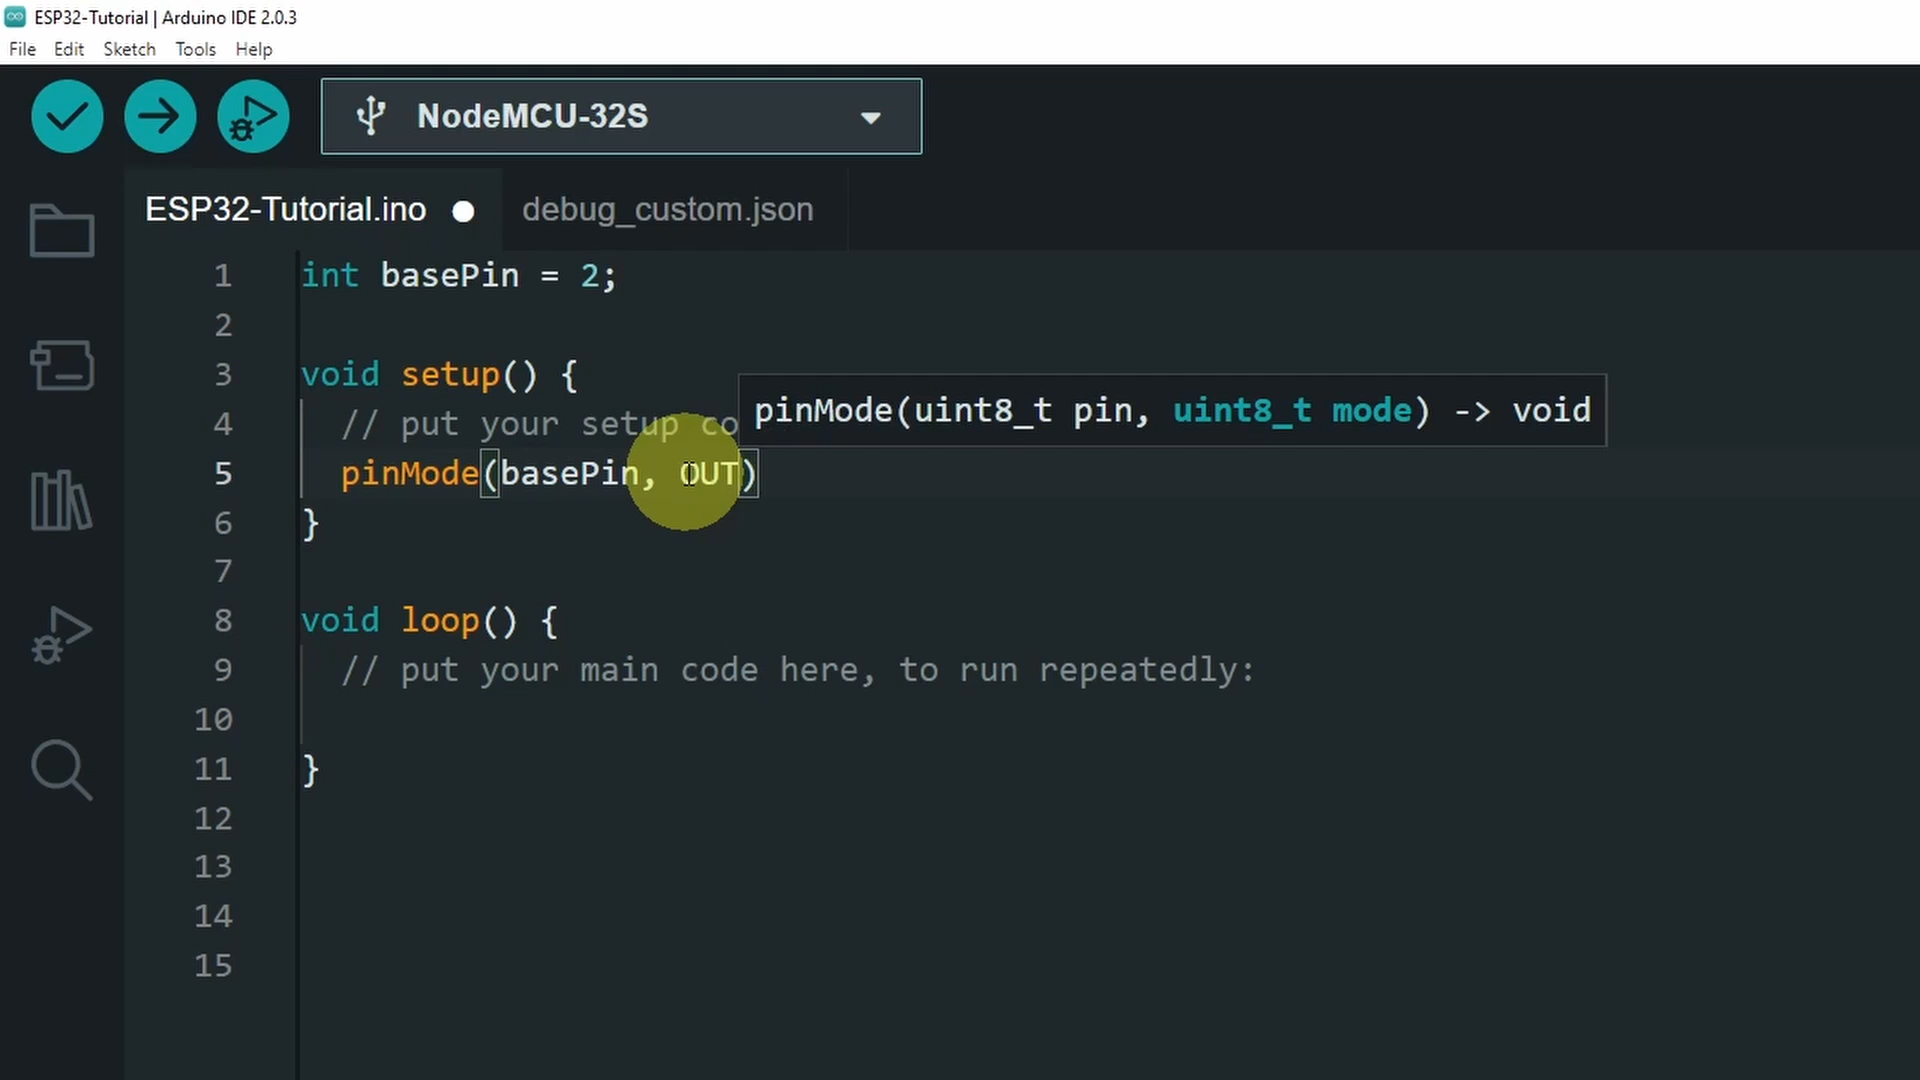 ESP32-Tutorial | Arduino IDE 2.0.3
File Edit Sketch Tools Help
NodeMCU-32S
ESP32-Tutorial.ino debug_custom.json
1 int basePin = 2;
2
3 void setup() {
pinMode(uint8_t pin, uint8_t mode) -> void
4 // put your setup co
5 pinMode(basePin, OUT)
6 }
7
8 void loop() {
9 // put your main code here, to run repeatedly:
10
11 }
12
13
14
15